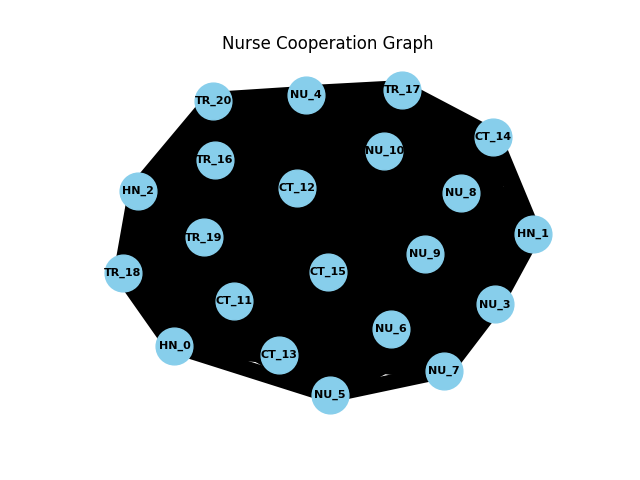 Nurse Cooperation Graph
TR_17
NU_4
TR_20
CT_14
NU_10
TR_16
CT_12
HN_2
NU_8
HN_1
TR_19
NU_9
CT_15
TR_18
CT_11
NU_3
NU_6
HN_0
CT_13
NU_7
NU_5